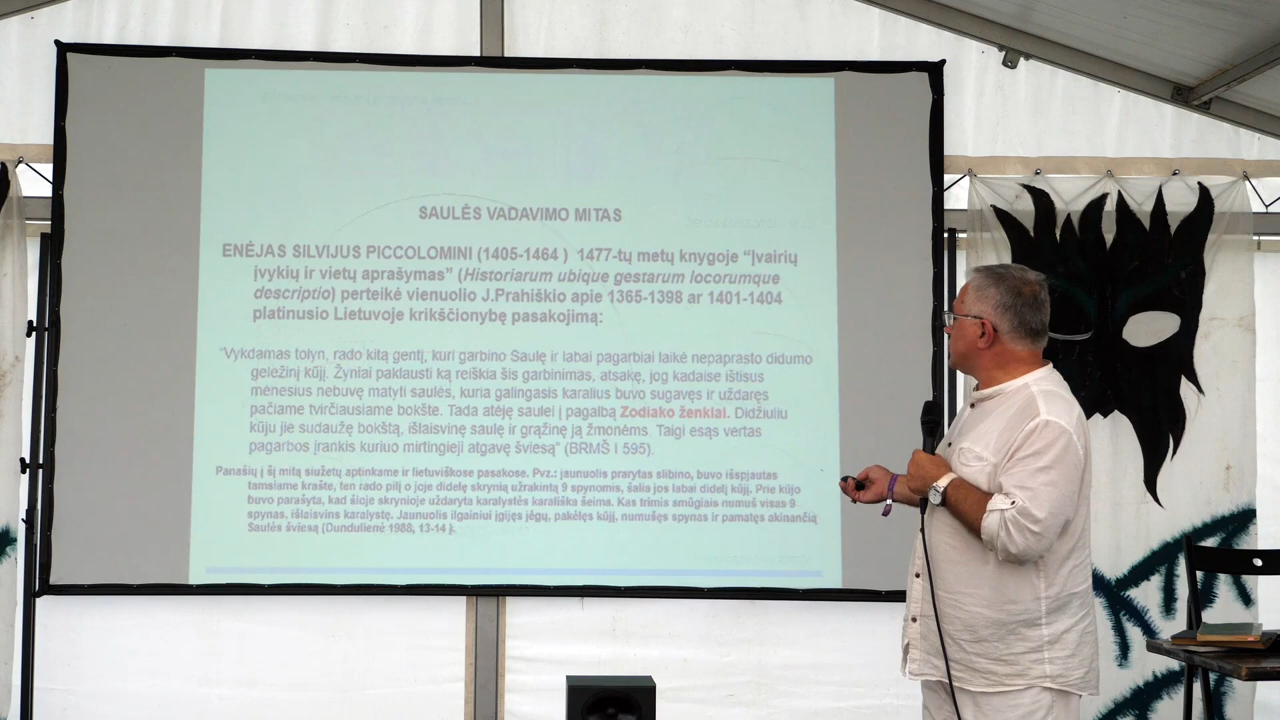 SAULĖS VADAVIMO MITAS
ENĖJAS SILVIJUS PICCOLOMINI (1405-1464 ) 1477-tų metų knygoje “Įvairių
įvykių ir vietų aprašymas” (Historiarum ubique gestarum locorumque
descriptio) perteikė vienuolio J.Prahiškio apie 1365-1398 ar 1401-1404
platinusio Lietuvoje krikščionybę pasakojimą:
“Vykdamas tolyn, rado kitą gentį, kuri garbino Saulę ir labai pagarbiai laikė nepaprasto didumo
geležinį kūjį. Žyniai paklausti ką reiškia šis garbinimas, atsakę, jog kadaise ištisus
mėnesius nebuvę matyti saulės, kuria galingasis karalius buvo sugavęs ir uždaręs
pačiame tvirčiausiame bokšte. Tada atėję saulei į pagalbą Zodiako ženklai. Didžiuliu
kūju jie sudaužę bokštą, išlaisvinę saulę ir grąžinę ją žmonėms. Taigi esąs vertas
pagarbos įrankis kuriuo mirtingieji atgavę šviesą” (BRMŠ I 595).
Panašių į šį mitą siužetų aptinkame ir lietuviškose pasakose. Pvz.: jaunuolis prarytas slibino, buvo išspjautas
tamsiame krašte, ten rado pilį o joje didelę skrynią užrakintą 9 spynomis, šalia jos labai didelį kūjį. Prie kūjo
buvo parašyta, kad šioje skrynioje uždaryta karalystės karališka šeima. Kas trimis smūgiais numuš visas 9
spynas, išlaisvins karalystę. Jaunuolis ilgainiui įgijęs jėgų, pakėlęs kūjį, numušęs spynas ir pamatęs akinančią
Saulės šviesą (Dundulienė 1988, 13-14 ).